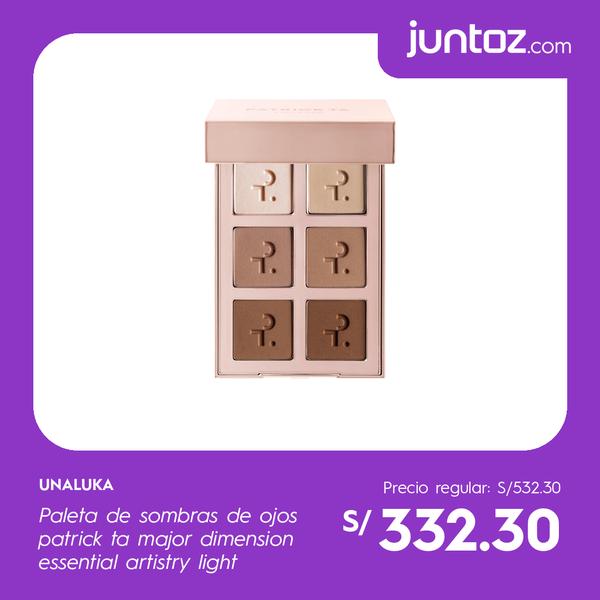 juntoz.com
UNALUKA
Paleta de sombras de ojos
patrick ta major dimension
essential artistry light
Precio regular: S/532.30
S/332.30